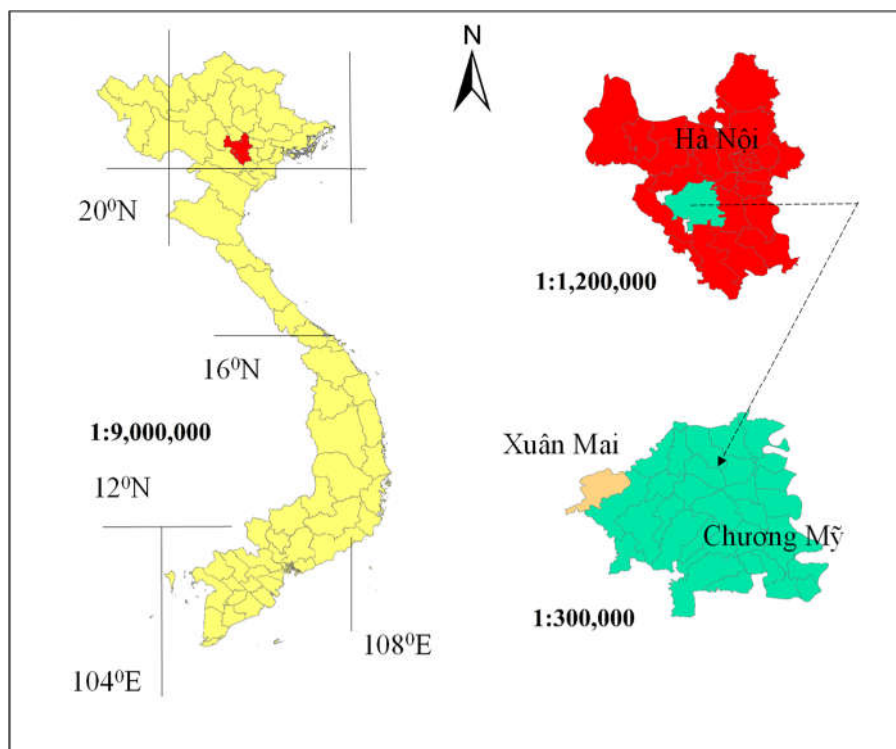 N
Hà Nội
20⁰N
1:1,200,000
16⁰N
1:9,000,000
Xuân Mai
12⁰N
Chương Mỹ
1:300,000
108⁰E
104⁰E